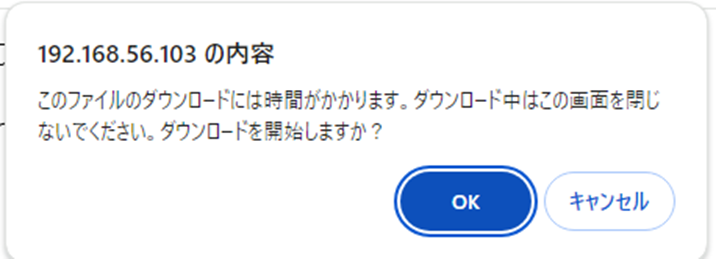 192.168.56.103 の内容
このファイルのダウンロードには時間がかかります。ダウンロード中はこの画面を閉じ
ないでください。ダウンロードを開始しますか？
OK
キャンセル